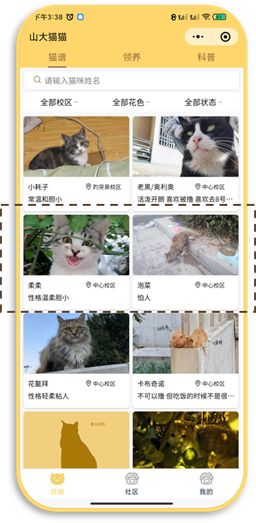 下午3:38
山大猫猫
猫谱 领养 科普
请输入猫咪姓名
全部校区 全部花色 全部状态
小耗子 趵突泉校区
常温和胆小
老黑/奥利奥 中心校区
活泼开朗 喜欢被撸 喜欢去8号…
柔柔 中心校区
性格温柔胆小
泡菜 中心校区
怕人
花鳌拜 中心校区
性格轻柔粘人
卡布奇诺 中心校区
不可以撸 但吃饭的时候不是很…
社区 我的